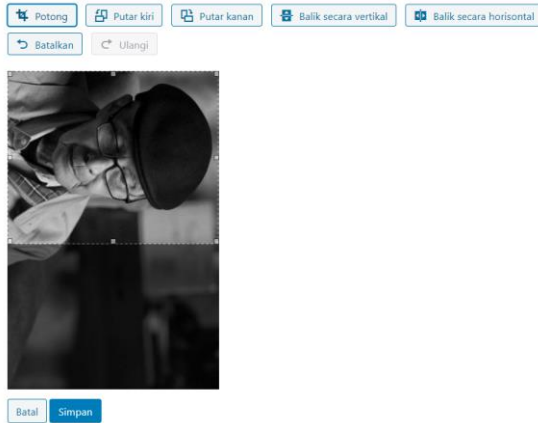 Potong Putar kiri Putar kanan Balik secara vertikal Balik secara horisontal
Batalkan Ulangi
Batal Simpan